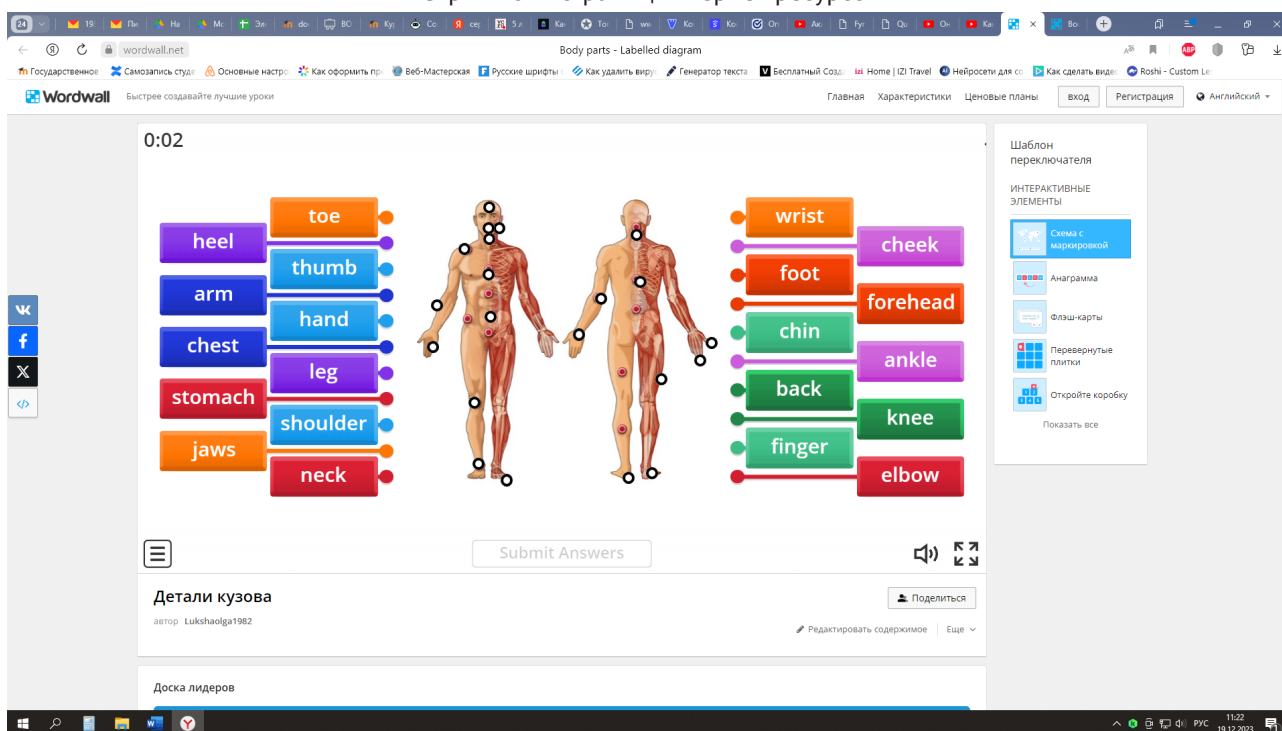 24
wordwall.net
Body parts - Labelled diagram
Государственное
Самозапись студе
Основные настро
Как оформить пр
Веб-Мастерская
Русские шрифты
Как удалить виру
Генератор текста
Бесплатный Созд
Home | IZI Travel
Нейросети для со
Как сделать видео
Roshi - Custom Le
Wordwall
Быстрее создавайте лучшие уроки
Главная
Характеристики
Ценовые планы
вход
Регистрация
Английский
0:02
toe
heel
thumb
arm
hand
chest
leg
stomach
shoulder
jaws
neck
wrist
cheek
foot
forehead
chin
ankle
back
knee
finger
elbow
Submit Answers
Шаблон
переключателя
ИНТЕРАКТИВНЫЕ
ЭЛЕМЕНТЫ
Схема с
маркировкой
Анаграмма
Флэш-карты
Перевернутые
плитки
Откройте коробку
Показать все
Детали кузова
автор Lukshaolga1982
Поделиться
Редактировать содержимое
Еще
Доска лидеров
РУС
11:22
19.12.2023